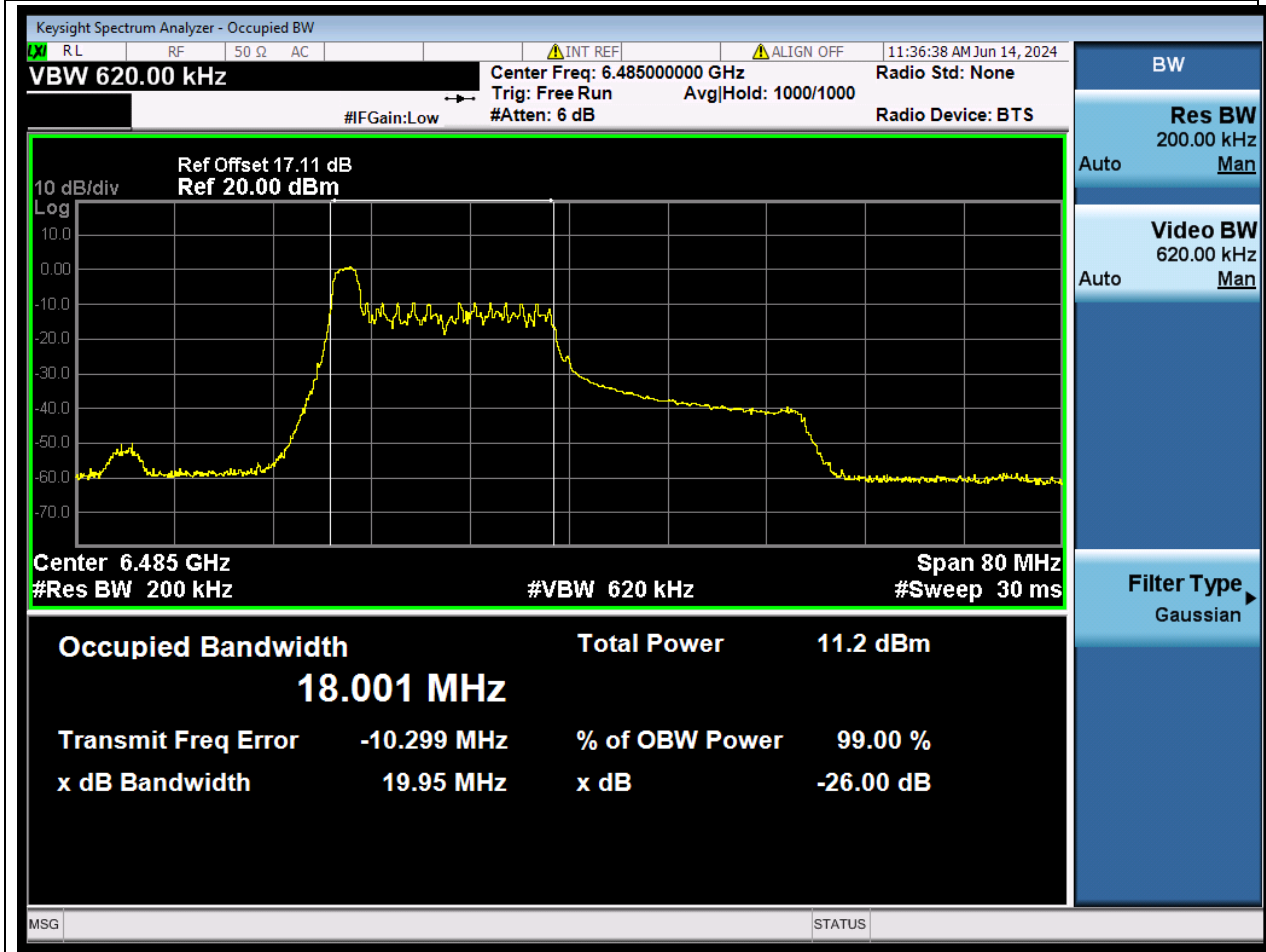 Keysight Spectrum Analyzer - Occupied BW
LXI RL RF 50 Ω AC INT REF ALIGN OFF 11:36:38 AM Jun 14, 2024
VBW 620.00 kHz
Center Freq: 6.485000000 GHz Radio Std: None
Trig: Free Run Avg|Hold: 1000/1000
#IFGain:Low #Atten: 6 dB Radio Device: BTS
Ref Offset 17.11 dB
10 dB/div Ref 20.00 dBm
Log
10.0
0.00
-10.0
-20.0
-30.0
-40.0
-50.0
-60.0
-70.0
Center 6.485 GHz Span 80 MHz
#Res BW 200 kHz #VBW 620 kHz #Sweep 30 ms
Occupied Bandwidth Total Power 11.2 dBm
18.001 MHz
Transmit Freq Error -10.299 MHz % of OBW Power 99.00 %
x dB Bandwidth 19.95 MHz x dB -26.00 dB
MSG STATUS
BW
Res BW
200.00 kHz
Auto Man
Video BW
620.00 kHz
Auto Man
Filter Type
Gaussian